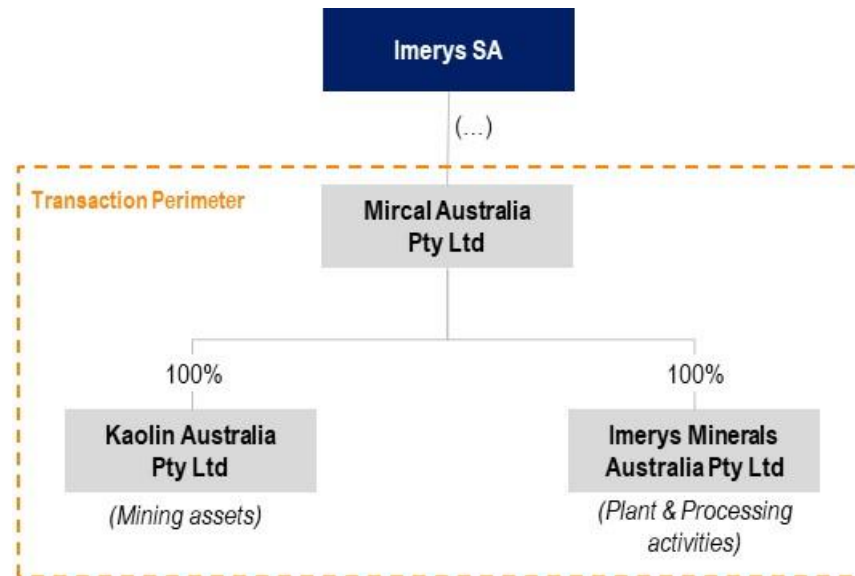 Imerys SA
(...)
Transaction Perimeter
Mircal Australia
Pty Ltd
100%
100%
Kaolin Australia
Pty Ltd
(Mining assets)
Imerys Minerals
Australia Pty Ltd
(Plant & Processing
activities)